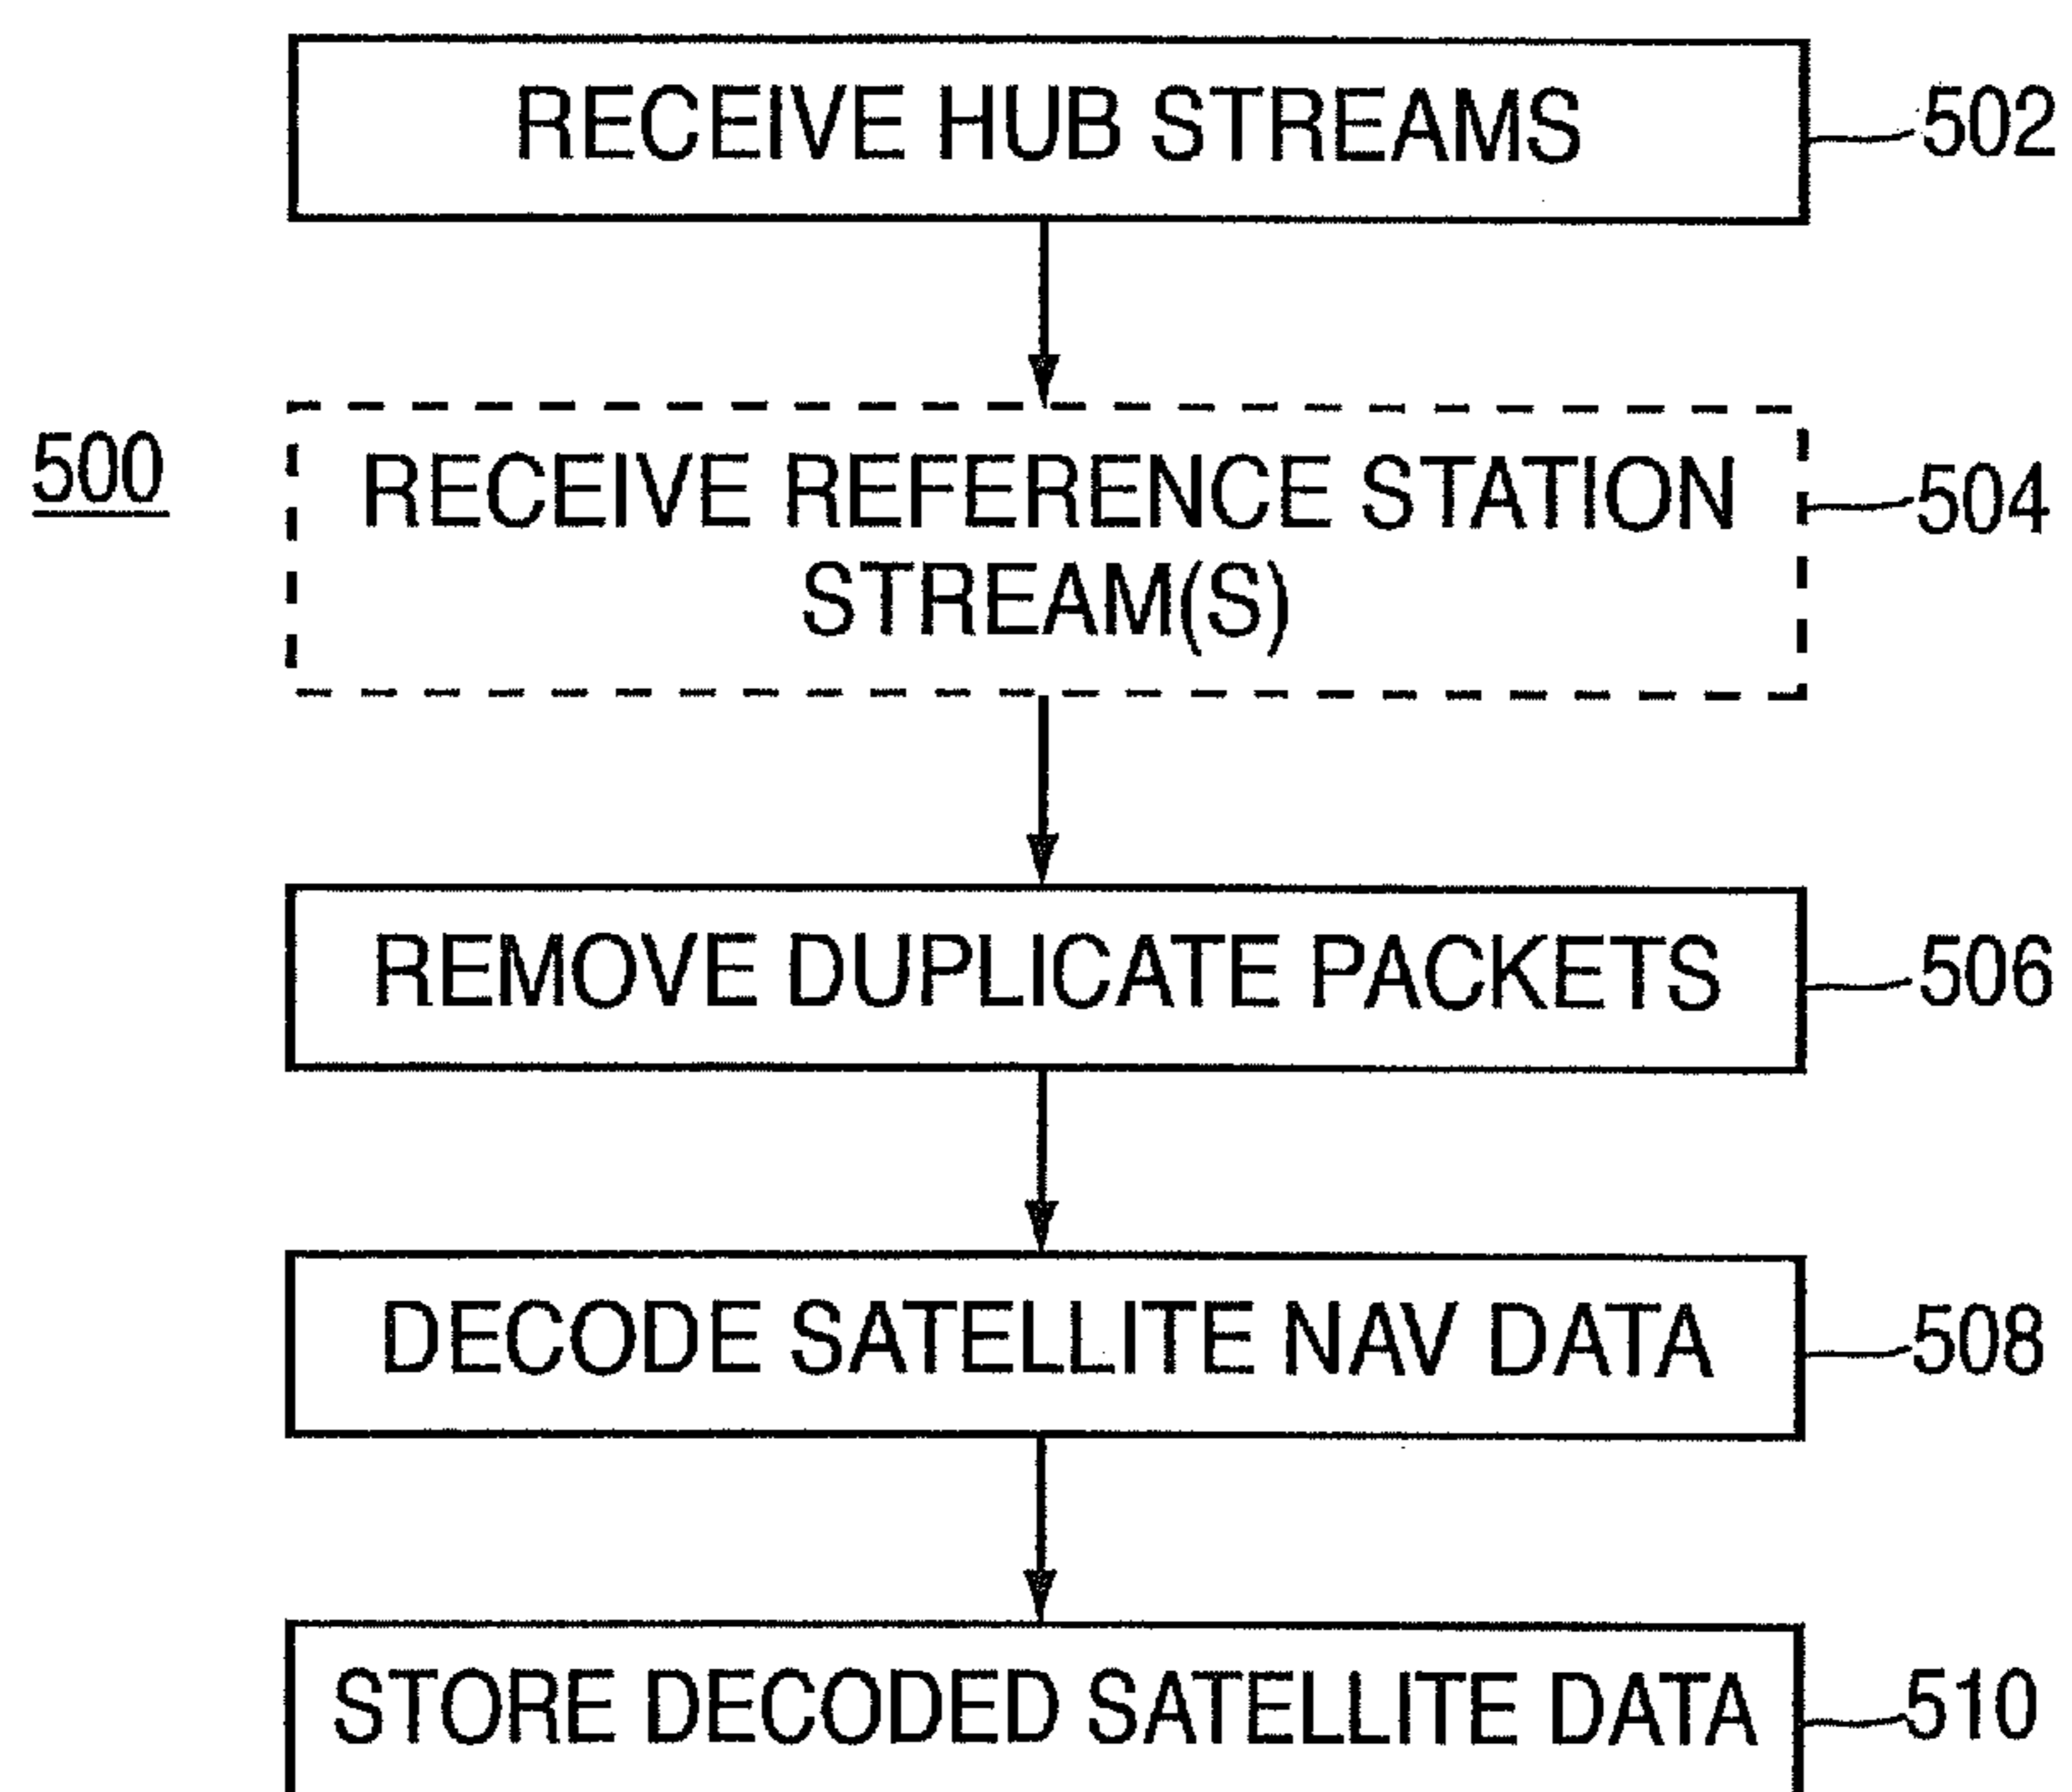 RECEIVE HUB STREAMS
502
500
RECEIVE REFERENCE STATION
STREAM(S)
504
REMOVE DUPLICATE PACKETS
506
DECODE SATELLITE NAV DATA
508
STORE DECODED SATELLITE DATA
510